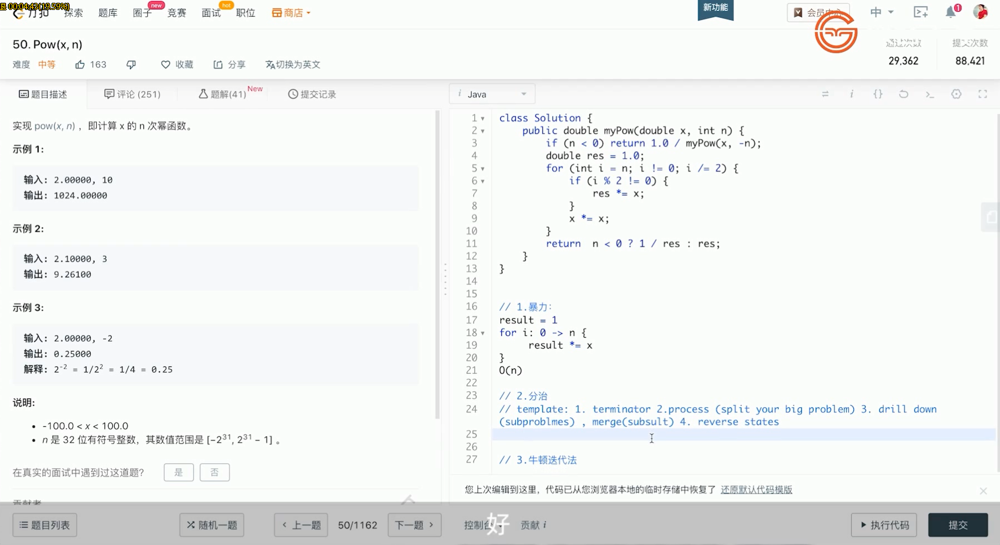 00:04:43(19.59%)
力扣 探索 题库 圈子 new 竞赛 面试 hot 职位 商店 新功能 会员中心 中 1
50. Pow(x, n)
通过次数 提交次数
29,362 88,421
难度 中等 163 收藏 分享 切换为英文
题目描述 评论 (251) 题解(41) New 提交记录
实现 pow(x, n) ，即计算 x 的 n 次幂函数。
示例 1:
输入: 2.00000, 10
输出: 1024.00000
示例 2:
输入: 2.10000, 3
输出: 9.26100
示例 3:
输入: 2.00000, -2
输出: 0.25000
解释: 2⁻² = 1/2² = 1/4 = 0.25
说明:
• -100.0 < x < 100.0
• n 是 32 位有符号整数，其数值范围是 [−2³¹, 2³¹ − 1] 。
在真实的面试中遇到过这道题? 是 否
贡献者
i Java
1 class Solution {
2 public double myPow(double x, int n) {
3 if (n < 0) return 1.0 / myPow(x, -n);
4 double res = 1.0;
5 for (int i = n; i != 0; i /= 2) {
6 if (i % 2 != 0) {
7 res *= x;
8 }
9 x *= x;
10 }
11 return n < 0 ? 1 / res : res;
12 }
13 }
14
15
16 // 1.暴力:
17 result = 1
18 for i: 0 -> n {
19 result *= x
20 }
21 O(n)
22
23 // 2.分治
24 // template: 1. terminator 2.process (split your big problem) 3. drill down
(subproblmes) , merge(subsult) 4. reverse states
25
26
27 // 3.牛顿迭代法
您上次编辑到这里，代码已从您浏览器本地的临时存储中恢复了 还原默认代码模版
题目列表 随机一题 上一题 50/1162 下一题 控制台 贡献 i 执行代码 提交
好